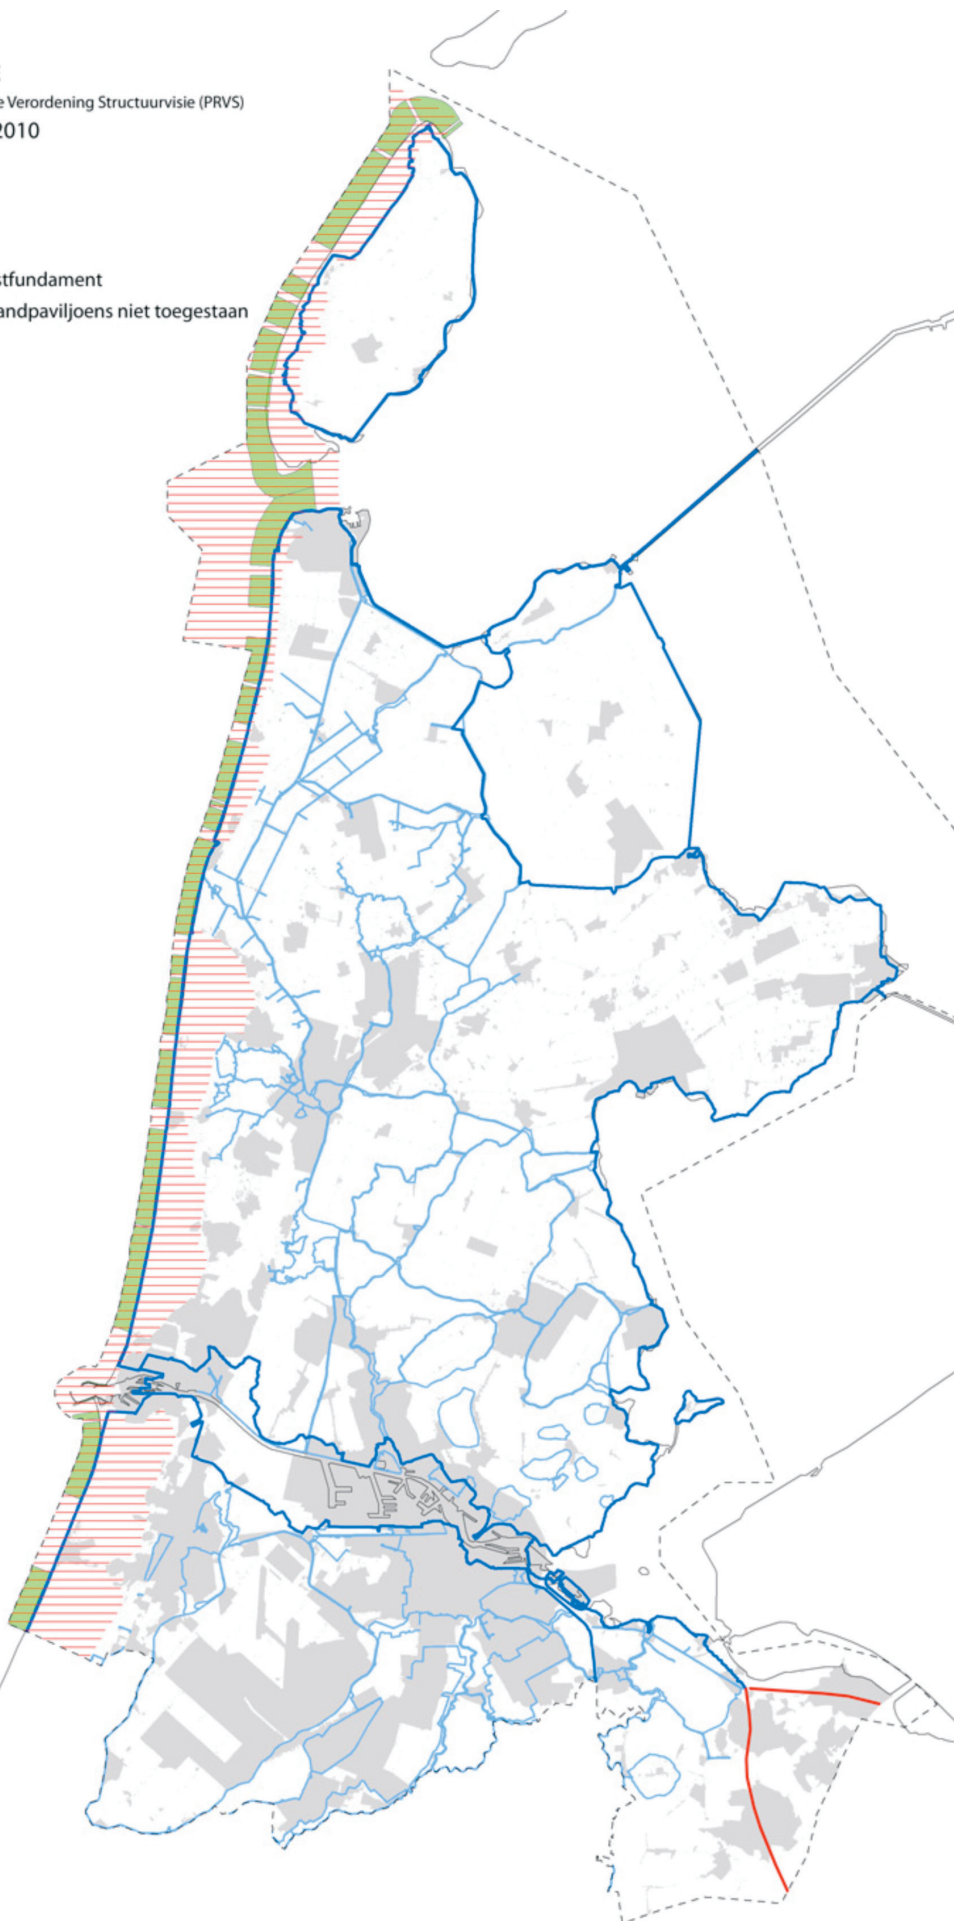 e Verordening Structuurvisie (PRVS)
2010
stfundament
andpaviljoens niet toegestaan